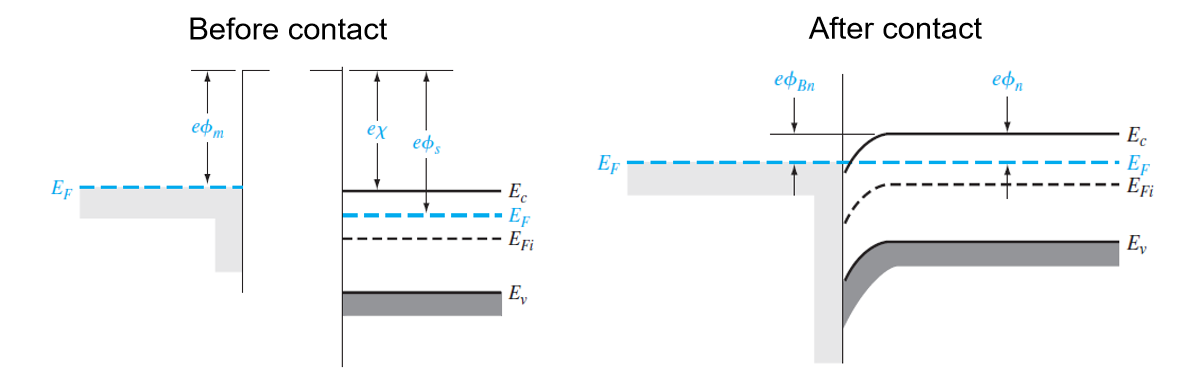 Before contact
After contact
eϕm
eχ
eϕs
EF
Ec
EF
EFi
Ev
eϕBn
eϕn
EF
Ec
EF
EFi
Ev